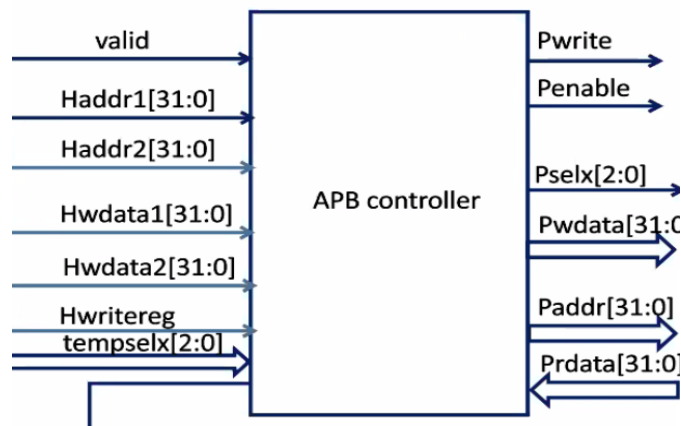 valid
Haddr1[31:0]
Haddr2[31:0]
Hwdata1[31:0]
Hwdata2[31:0]
Hwritereg
tempselx[2:0]
APB controller
Pwrite
Penable
Pselx[2:0]
Pwdata[31:0
Paddr[31:0]
Prdata[31:0]